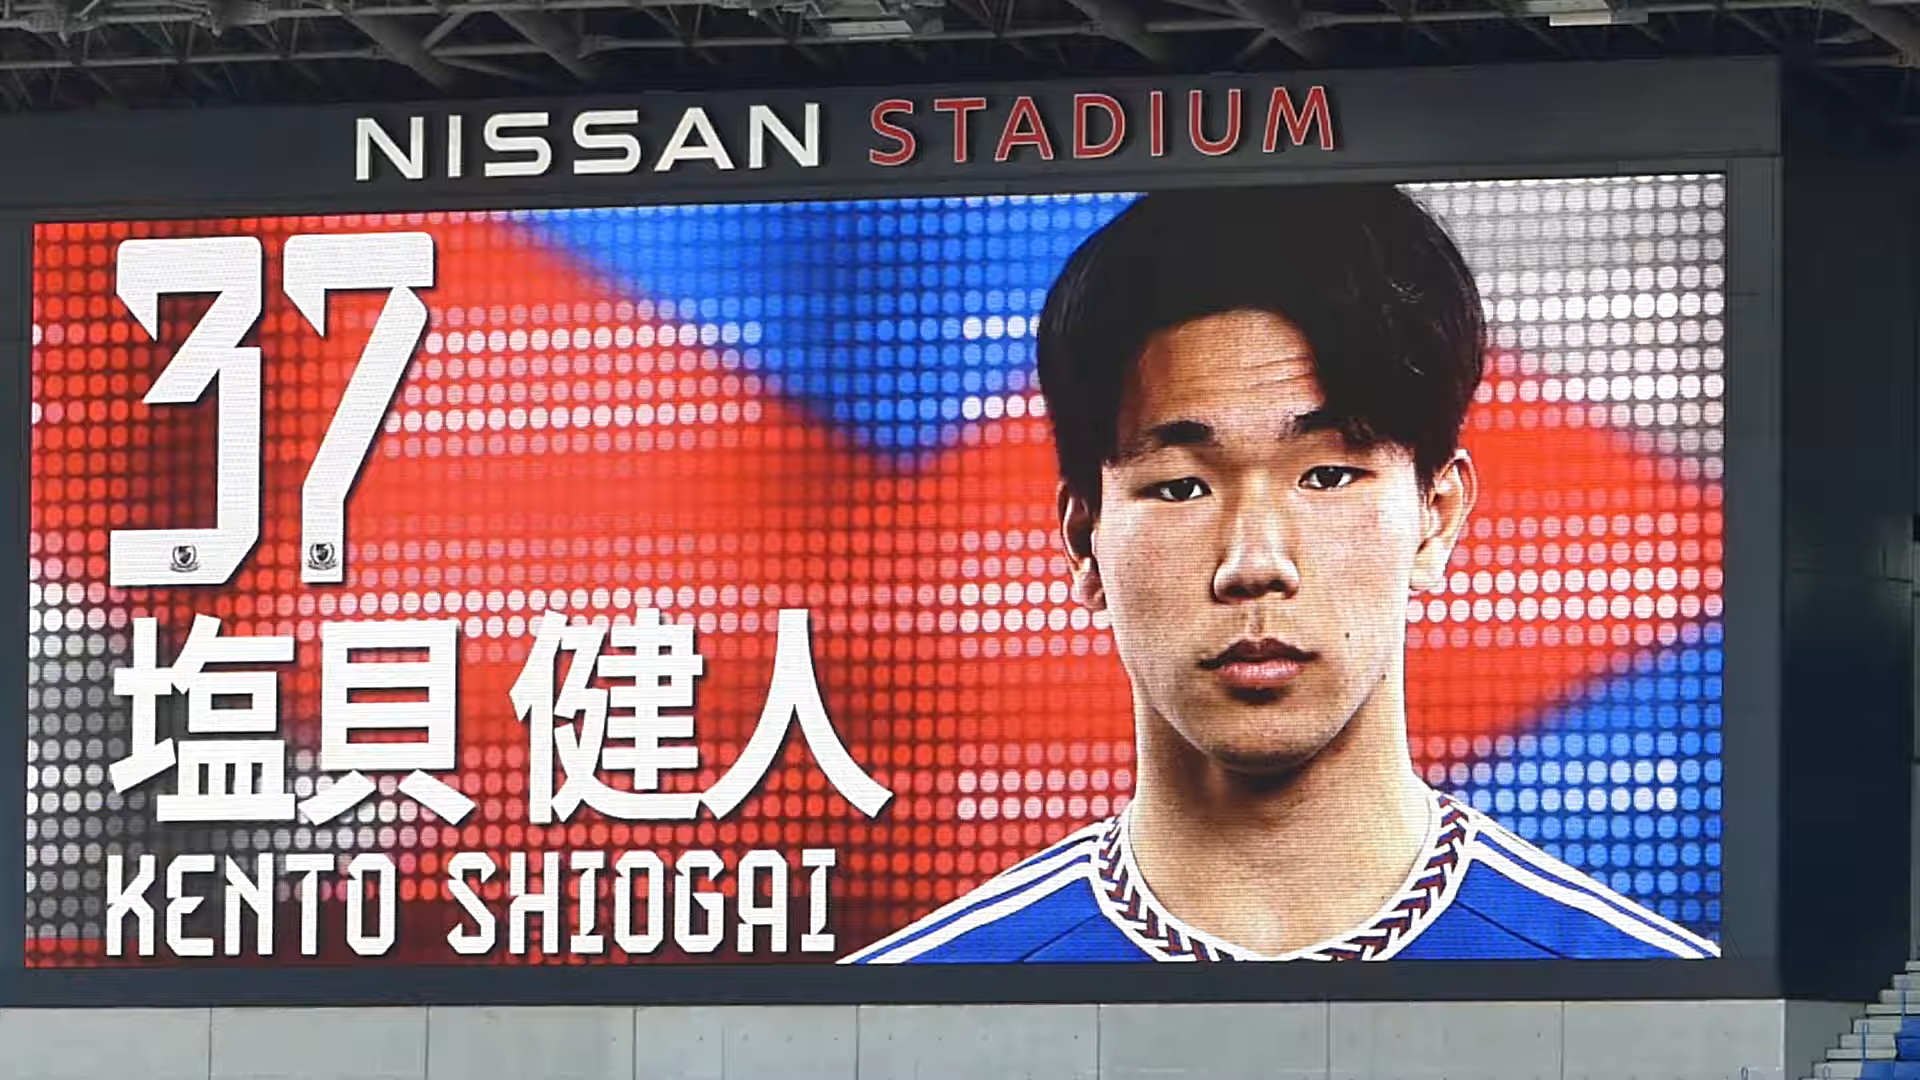 NISSAN STADIUM
37
塩貝 健人
KENTO SHIOGAI